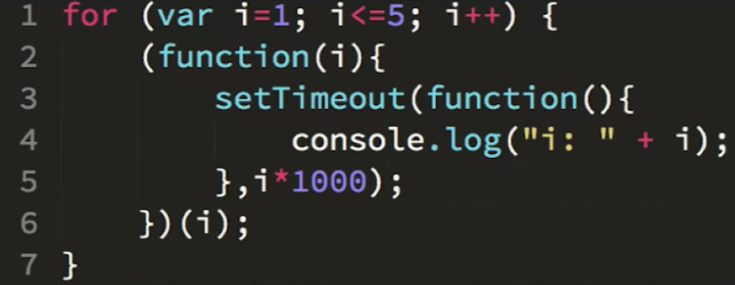 1 for (var i=1; i<=5; i++) {
2     (function(i){
3         setTimeout(function(){
4             console.log("i: " + i);
5         },i*1000);
6     })(i);
7 }